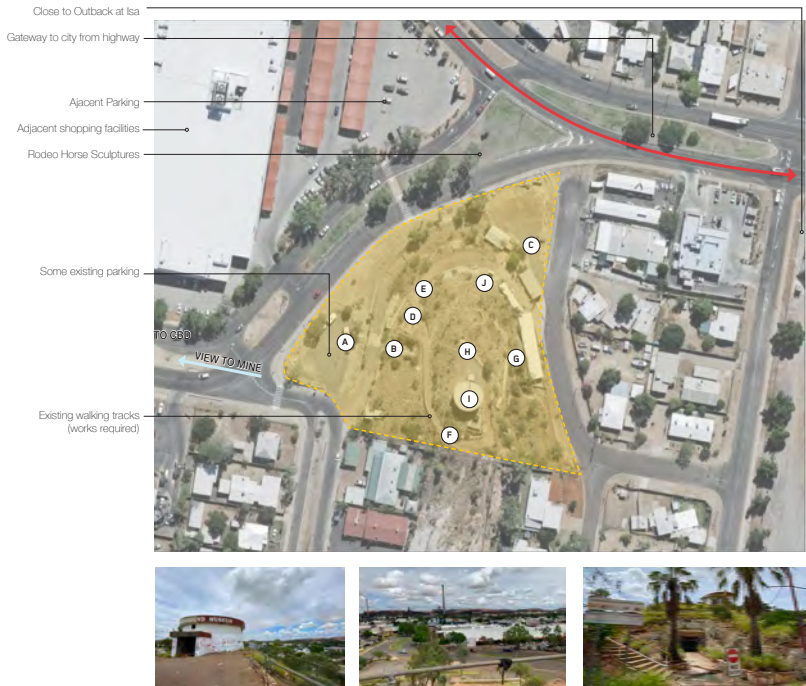 Close to Outback at Isa
Gateway to city from highway
Ajacent Parking
Adjacent shopping facilities
Rodeo Horse Sculptures
Some existing parking
TO CBD
VIEW TO MINE
Existing walking tracks
(works required)
C
J
E
D
A
B
H
G
I
F